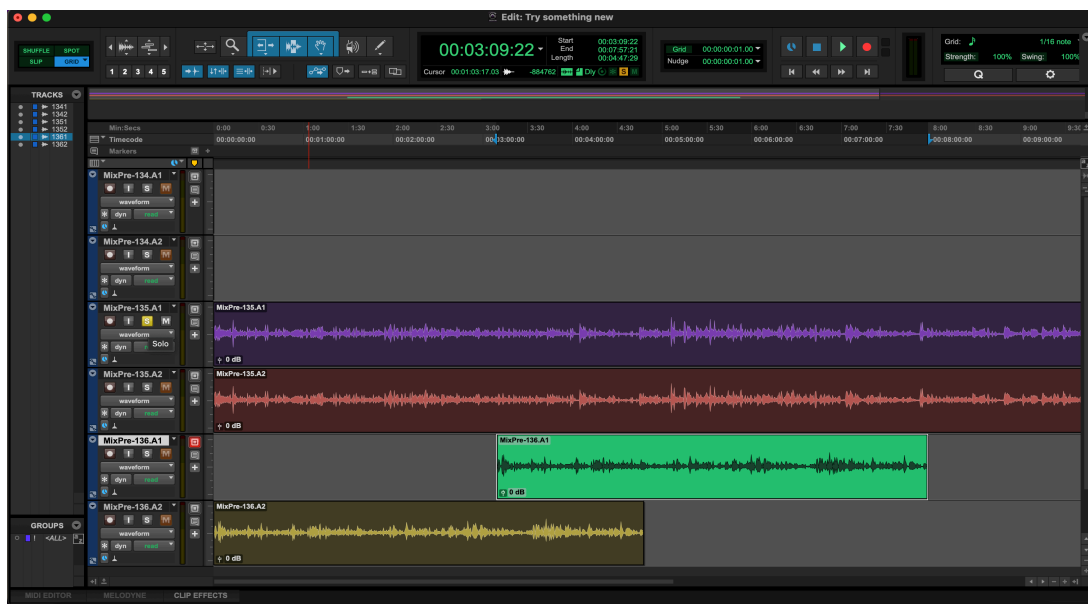 Edit: Try something new
SHUFFLE SPOT
SLIP GRID
1 2 3 4 5
00:03:09:22
Start 00:03:09:22
End 00:07:57:21
Length 00:04:47:29
Cursor 00:01:03:17.03 -884762 Dly S M
Grid 00:00:00:01.00
Nudge 00:00:00:01.00
Grid: 1/16 note
Strength: 100% Swing: 100%
Q
TRACKS
1341
1342
1351
1352
1361
1362
Min:Secs 0:00 0:30 1:00 1:30 2:00 2:30 3:00 3:30 4:00 4:30 5:00 5:30 6:00 6:30 7:00 7:30 8:00 8:30 9:00 9:30
Timecode 00:00:00:00 00:01:00:00 00:02:00:00 00:03:00:00 00:04:00:00 00:05:00:00 00:06:00:00 00:07:00:00 00:08:00:00 00:09:00:00
Markers
MixPre-134.A1
I S M
waveform
dyn read
MixPre-134.A2
I S M
waveform
dyn read
MixPre-135.A1 MixPre-135.A1
I S M
waveform
dyn Solo
0 dB
MixPre-135.A2 MixPre-135.A2
I S M
waveform
dyn read
0 dB
MixPre-136.A1 MixPre-136.A1
I S M
waveform
dyn read
0 dB
MixPre-136.A2 MixPre-136.A2
I S M
waveform
dyn read
0 dB
GROUPS
! <ALL>
MIDI EDITOR MELODYNE CLIP EFFECTS